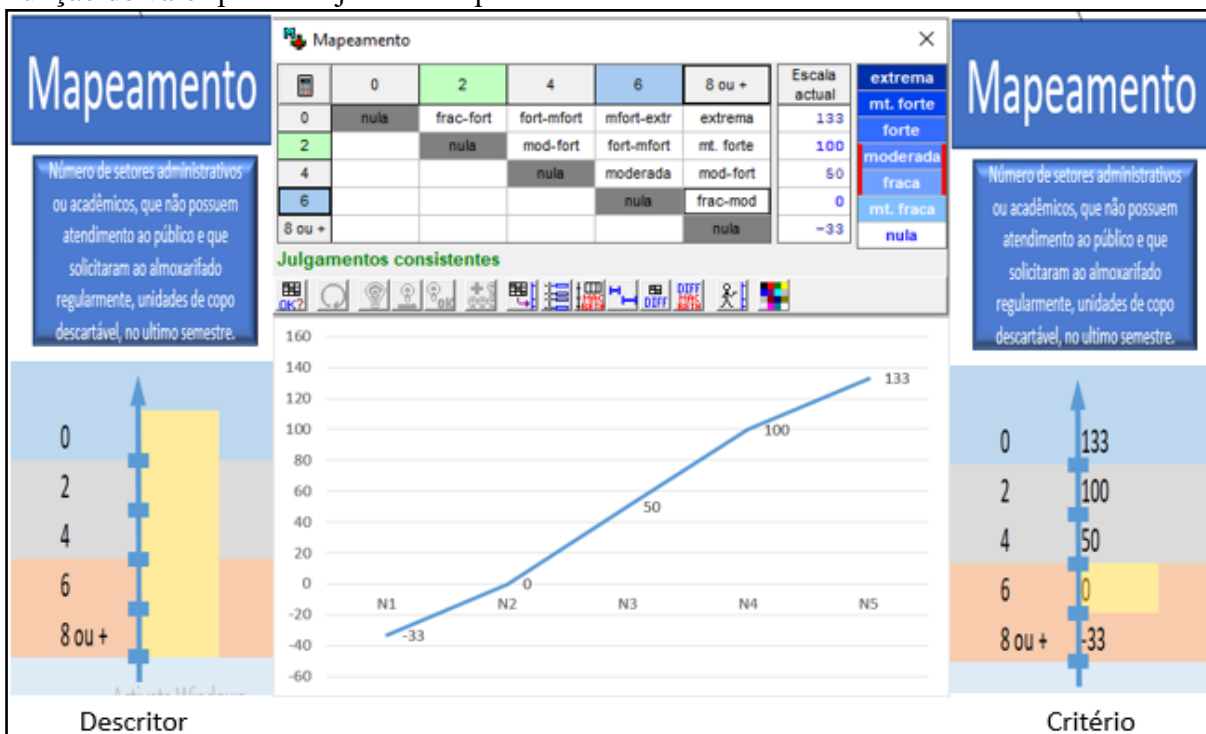 Mapeamento
Número de setores administrativos
ou acadêmicos, que não possuem
atendimento ao público e que
solicitaram ao almoxarifado
regularmente, unidades de copo
descartável, no ultimo semestre.
0
2
4
6
8 ou +
Descritor
Mapeamento
0 2 4 6 8 ou + Escala actual
0 nula frac-fort fort-mfort mfort-extr extrema 133
2 nula mod-fort fort-mfort mt. forte 100
4 nula moderada mod-fort 50
6 nula frac-mod 0
8 ou + nula -33
extrema
mt. forte
forte
moderada
fraca
mt. fraca
nula
Julgamentos consistentes
OK?
OK
DIFF
DIFF
160
140
120
100
80
60
40
20
0
-20
-40
-60
N1 N2 N3 N4 N5
-33
0
50
100
133
Mapeamento
Número de setores administrativos
ou acadêmicos, que não possuem
atendimento ao público e que
solicitaram ao almoxarifado
regularmente, unidades de copo
descartável, no ultimo semestre.
0 133
2 100
4 50
6 0
8 ou + -33
Critério